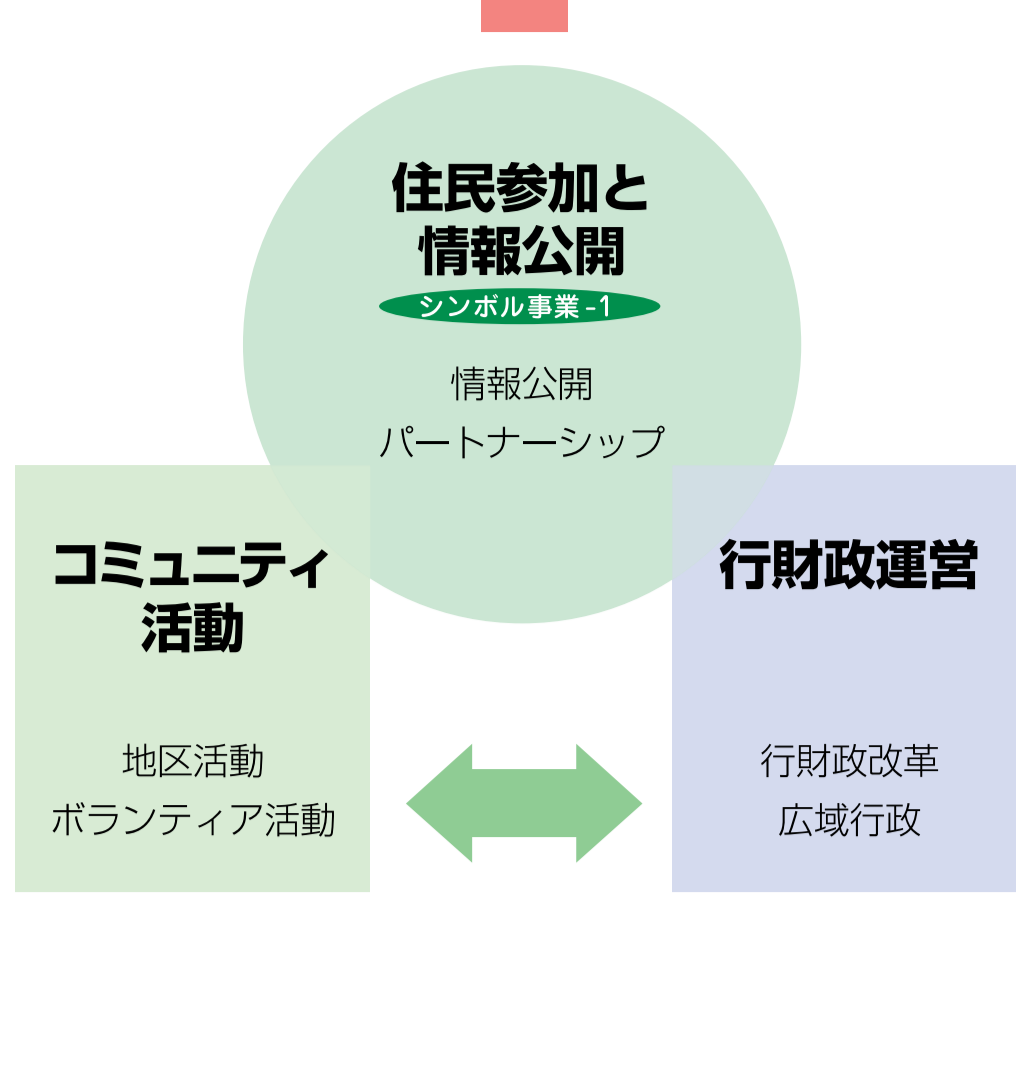 住民参加と
情報公開
シンボル事業-1
情報公開
パートナーシップ
コミュニティ
活動
地区活動
ボランティア活動
行財政運営
行財政改革
広域行政